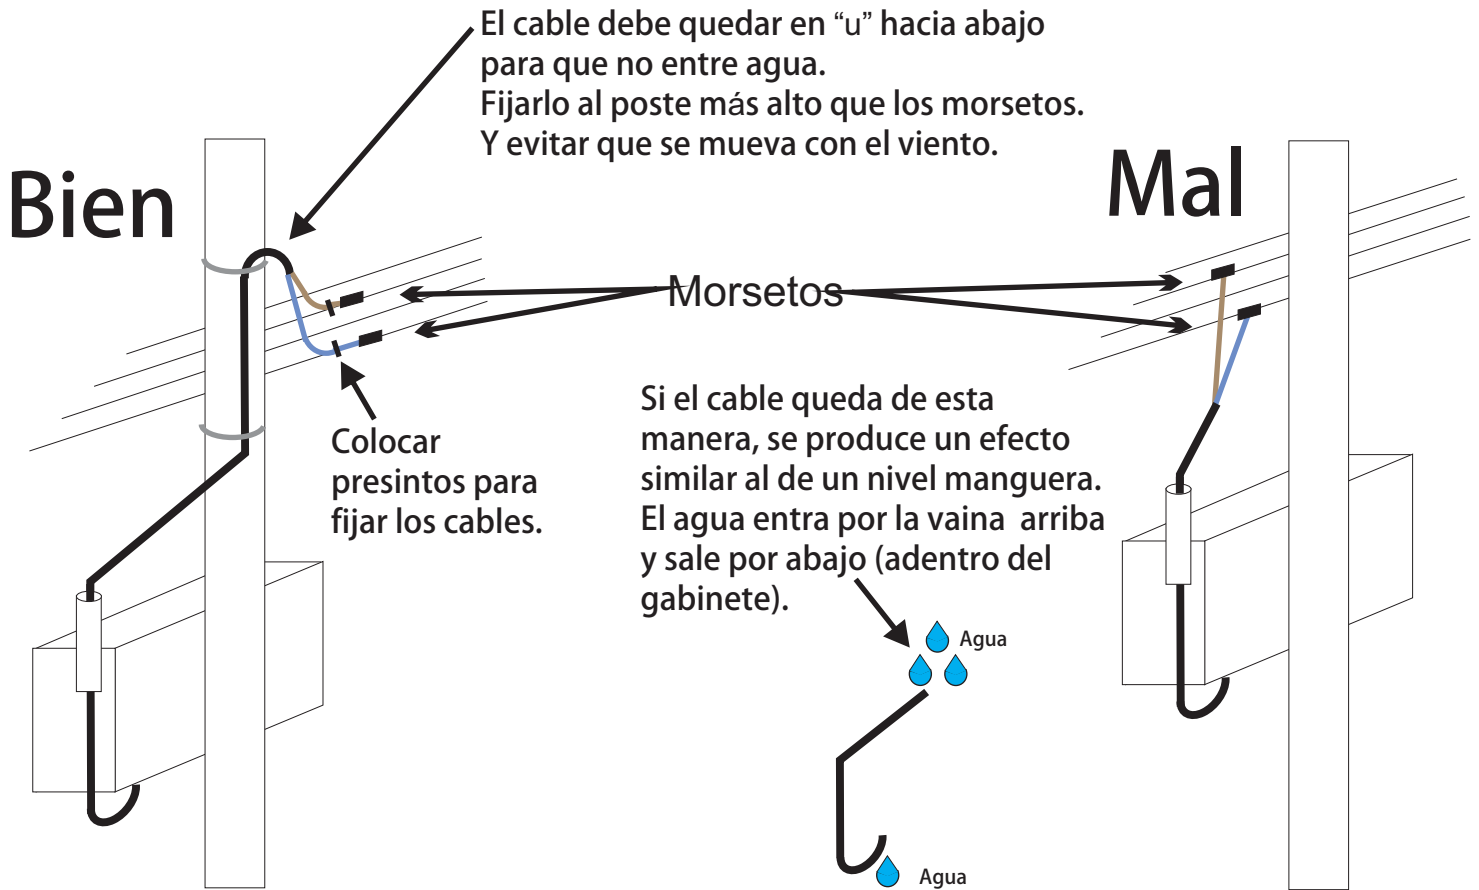 El cable debe quedar en “u” hacia abajo
para que no entre agua.
Fijarlo al poste más alto que los morsetos.
Y evitar que se mueva con el viento.
Bien
Mal
Morsetos
Colocar
presintos para
fijar los cables.
Si el cable queda de esta
manera, se produce un efecto
similar al de un nivel manguera.
El agua entra por la vaina arriba
y sale por abajo (adentro del
gabinete).
Agua
Agua